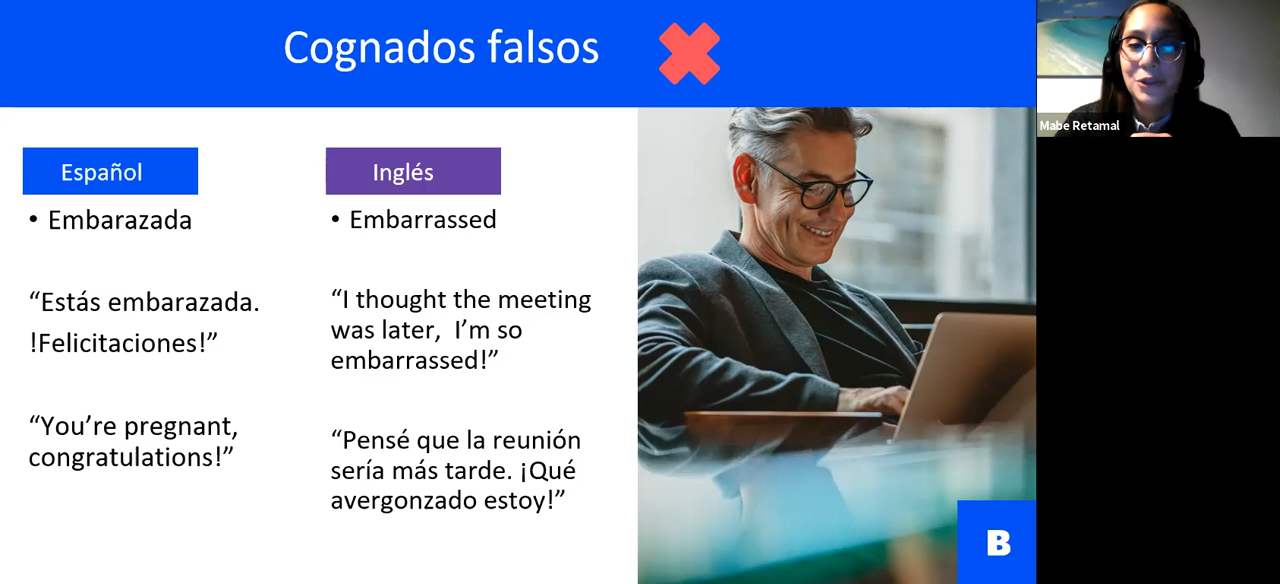 Cognados falsos
Español
• Embarazada
“Estás embarazada.
!Felicitaciones!”
“You’re pregnant,
congratulations!”
Inglés
• Embarrassed
“I thought the meeting
was later,  I’m so
embarrassed!”
“Pensé que la reunión
sería más tarde. ¡Qué
avergonzado estoy!”
B
Mabe Retamal